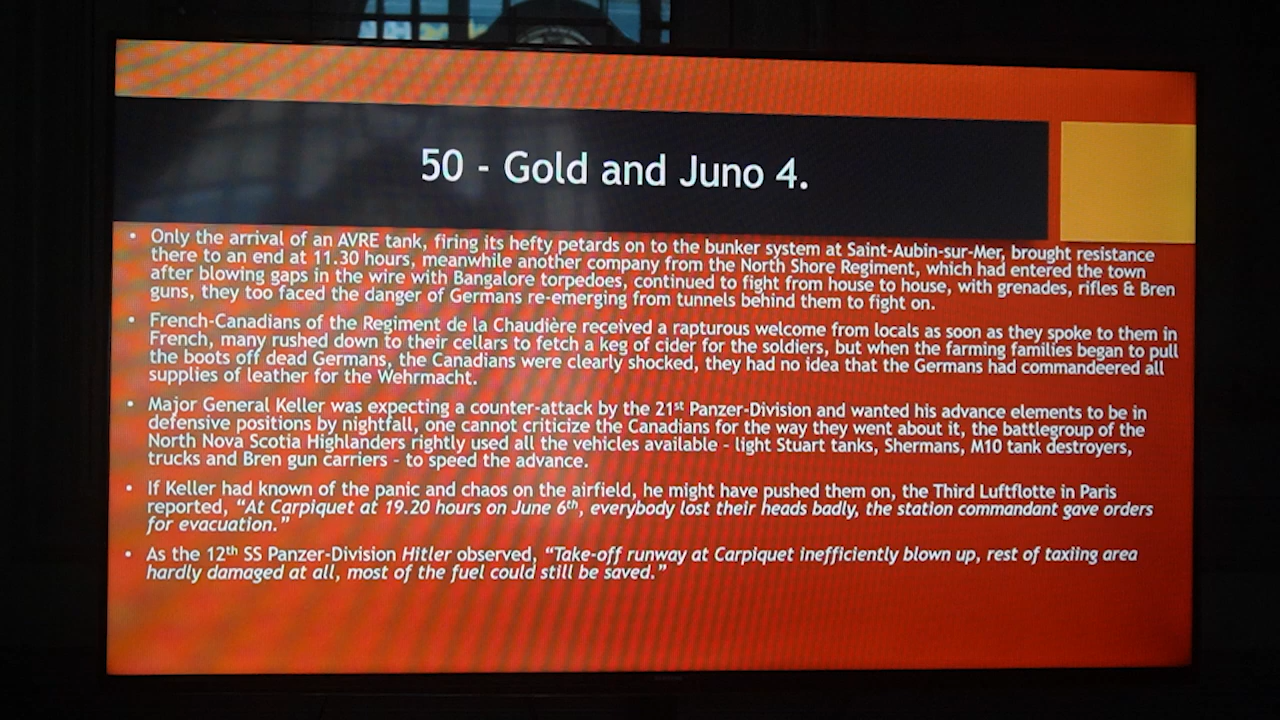 50 - Gold and Juno 4.
• Only the arrival of an AVRE tank, firing its hefty petards on to the bunker system at Saint-Aubin-sur-Mer, brought resistance
there to an end at 11.30 hours, meanwhile another company from the North Shore Regiment, which had entered the town
after blowing gaps in the wire with Bangalore torpedoes, continued to fight from house to house, with grenades, rifles & Bren
guns, they too faced the danger of Germans re-emerging from tunnels behind them to fight on.
• French-Canadians of the Regiment de la Chaudière received a rapturous welcome from locals as soon as they spoke to them in
French, many rushed down to their cellars to fetch a keg of cider for the soldiers, but when the farming families began to pull
the boots off dead Germans, the Canadians were clearly shocked, they had no idea that the Germans had commandeered all
supplies of leather for the Wehrmacht.
• Major General Keller was expecting a counter-attack by the 21st Panzer-Division and wanted his advance elements to be in
defensive positions by nightfall, one cannot criticize the Canadians for the way they went about it, the battlegroup of the
North Nova Scotia Highlanders rightly used all the vehicles available - light Stuart tanks, Shermans, M10 tank destroyers,
trucks and Bren gun carriers - to speed the advance.
• If Keller had known of the panic and chaos on the airfield, he might have pushed them on, the Third Luftflotte in Paris
reported, “At Carpiquet at 19.20 hours on June 6th, everybody lost their heads badly, the station commandant gave orders
for evacuation.”
• As the 12th SS Panzer-Division Hitler observed, “Take-off runway at Carpiquet inefficiently blown up, rest of taxiing area
hardly damaged at all, most of the fuel could still be saved.”